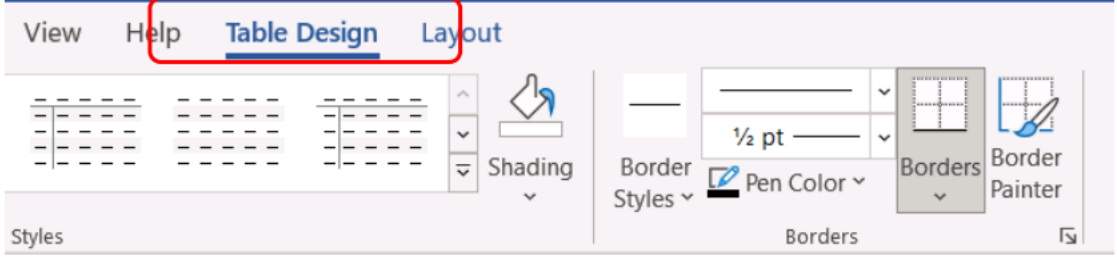 View Help Table Design Layout
Shading
Border
Styles
½ pt
Pen Color
Borders
Border
Painter
Styles
Borders